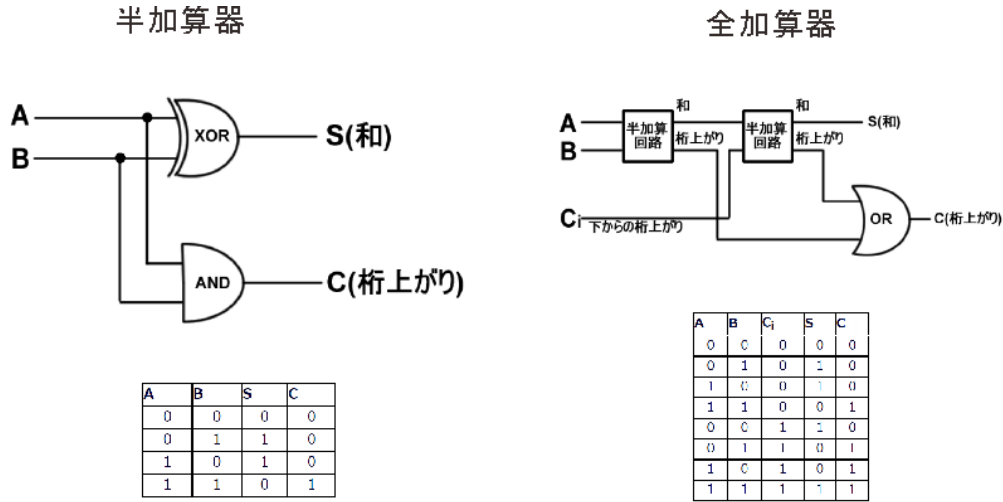 半加算器
A
B
XOR
S(和)
AND
C(桁上がり)
A B S C
0 0 0 0
0 1 1 0
1 0 1 0
1 1 0 1
全加算器
A
B
Ci 下からの桁上がり
半加算
回路
和
桁上がり
半加算
回路
和
桁上がり
S(和)
OR
C(桁上がり)
A B Ci S C
0 0 0 0 0
0 1 0 1 0
1 0 0 1 0
1 1 0 0 1
0 0 1 1 0
0 1 1 0 1
1 0 1 0 1
1 1 1 1 1